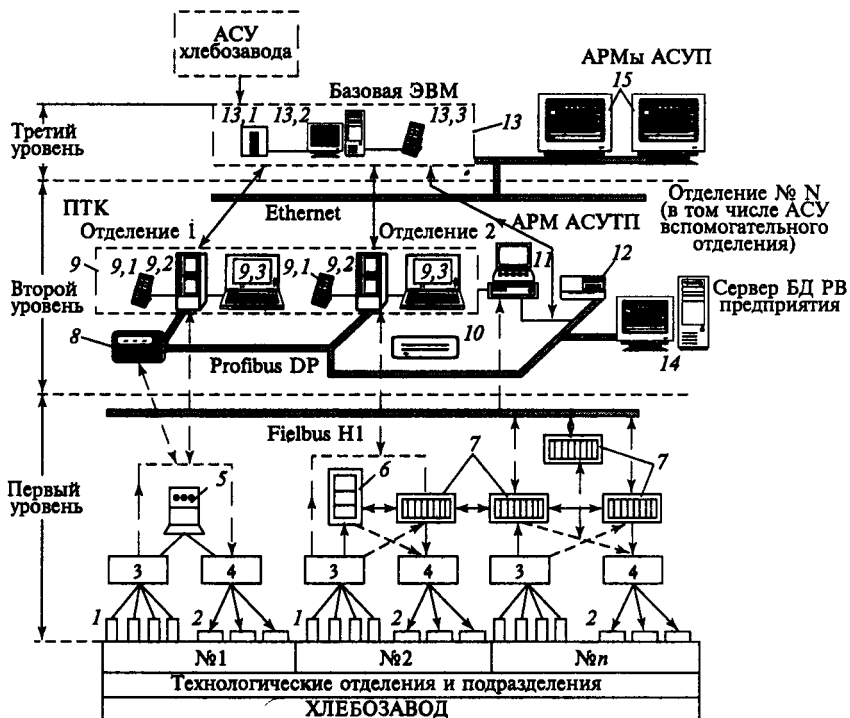 АСУ
хлебозавода
Базовая ЭВМ
АРМы АСУП
15
13,1
13,2
13,3
13
Третий
уровень
ПТК
Ethernet
Отделение № N
(в том числе АСУ
вспомогательного
отделения)
АРМ АСУТП
Отделение 1
Отделение 2
9
9,1
9,2
9,3
9,1
9,2
9,3
11
12
Второй
уровень
Сервер БД РВ
предприятия
8
10
14
Profibus DP
Fielbus H1
Первый
уровень
5
6
7
7
3
4
3
4
3
4
1
2
1
2
2
№1
№2
№n
Технологические отделения и подразделения
ХЛЕБОЗАВОД